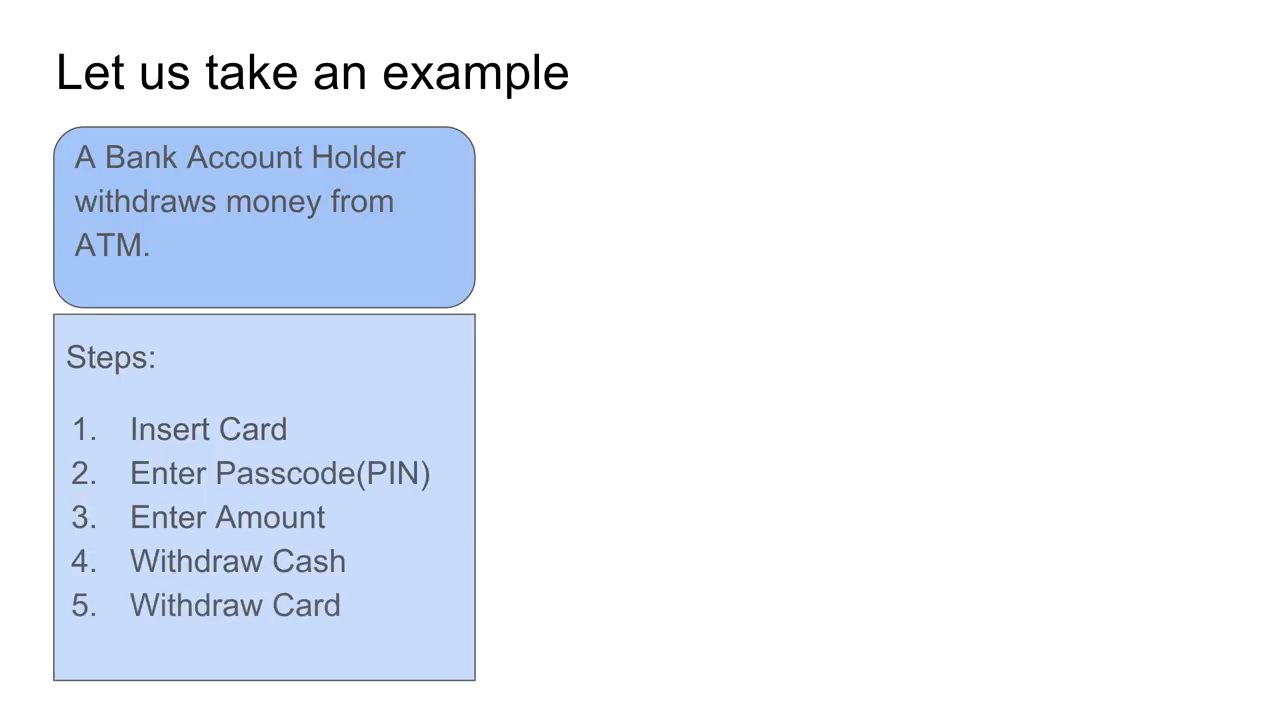 Let us take an example
A Bank Account Holder
withdraws money from
ATM.
Steps:
1. Insert Card
2. Enter Passcode(PIN)
3. Enter Amount
4. Withdraw Cash
5. Withdraw Card